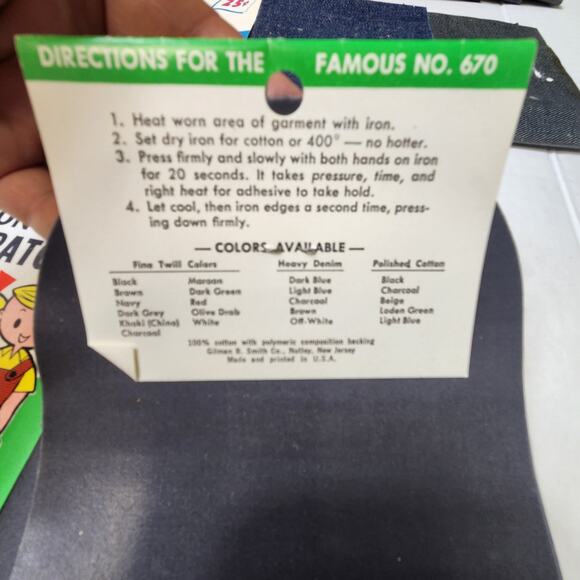 25¢
DIRECTIONS FOR THE FAMOUS NO. 670
1. Heat worn area of garment with iron.
2. Set dry iron for cotton or 400° — no hotter.
3. Press firmly and slowly with both hands on iron
for 20 seconds. It takes pressure, time, and
right heat for adhesive to take hold.
4. Let cool, then iron edges a second time, press-
ing down firmly.
— COLORS AVAILABLE —
Fine Twill Colors Heavy Denim Polished Cotton
Black Maroon Dark Blue Black
Brown Dark Green Light Blue Charcoal
Navy Red Charcoal Beige
Dark Grey Olive Drab Brown Loden Green
Khaki (China) White Off-White Light Blue
Charcoal
100% cotton with polymeric composition backing
Gilman B. Smith Co., Nutley, New Jersey
Made and printed in U.S.A.
ON
PATC